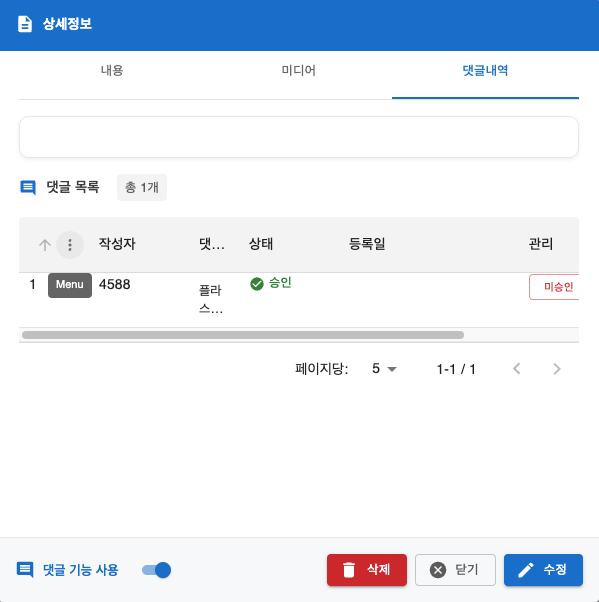 상세정보
내용 미디어 댓글내역
댓글 목록 총 1개
작성자 댓... 상태 등록일 관리
1 Menu 4588 플라 승인 미승인
스...
페이지당: 5 1-1 / 1
댓글 기능 사용 삭제 닫기 수정